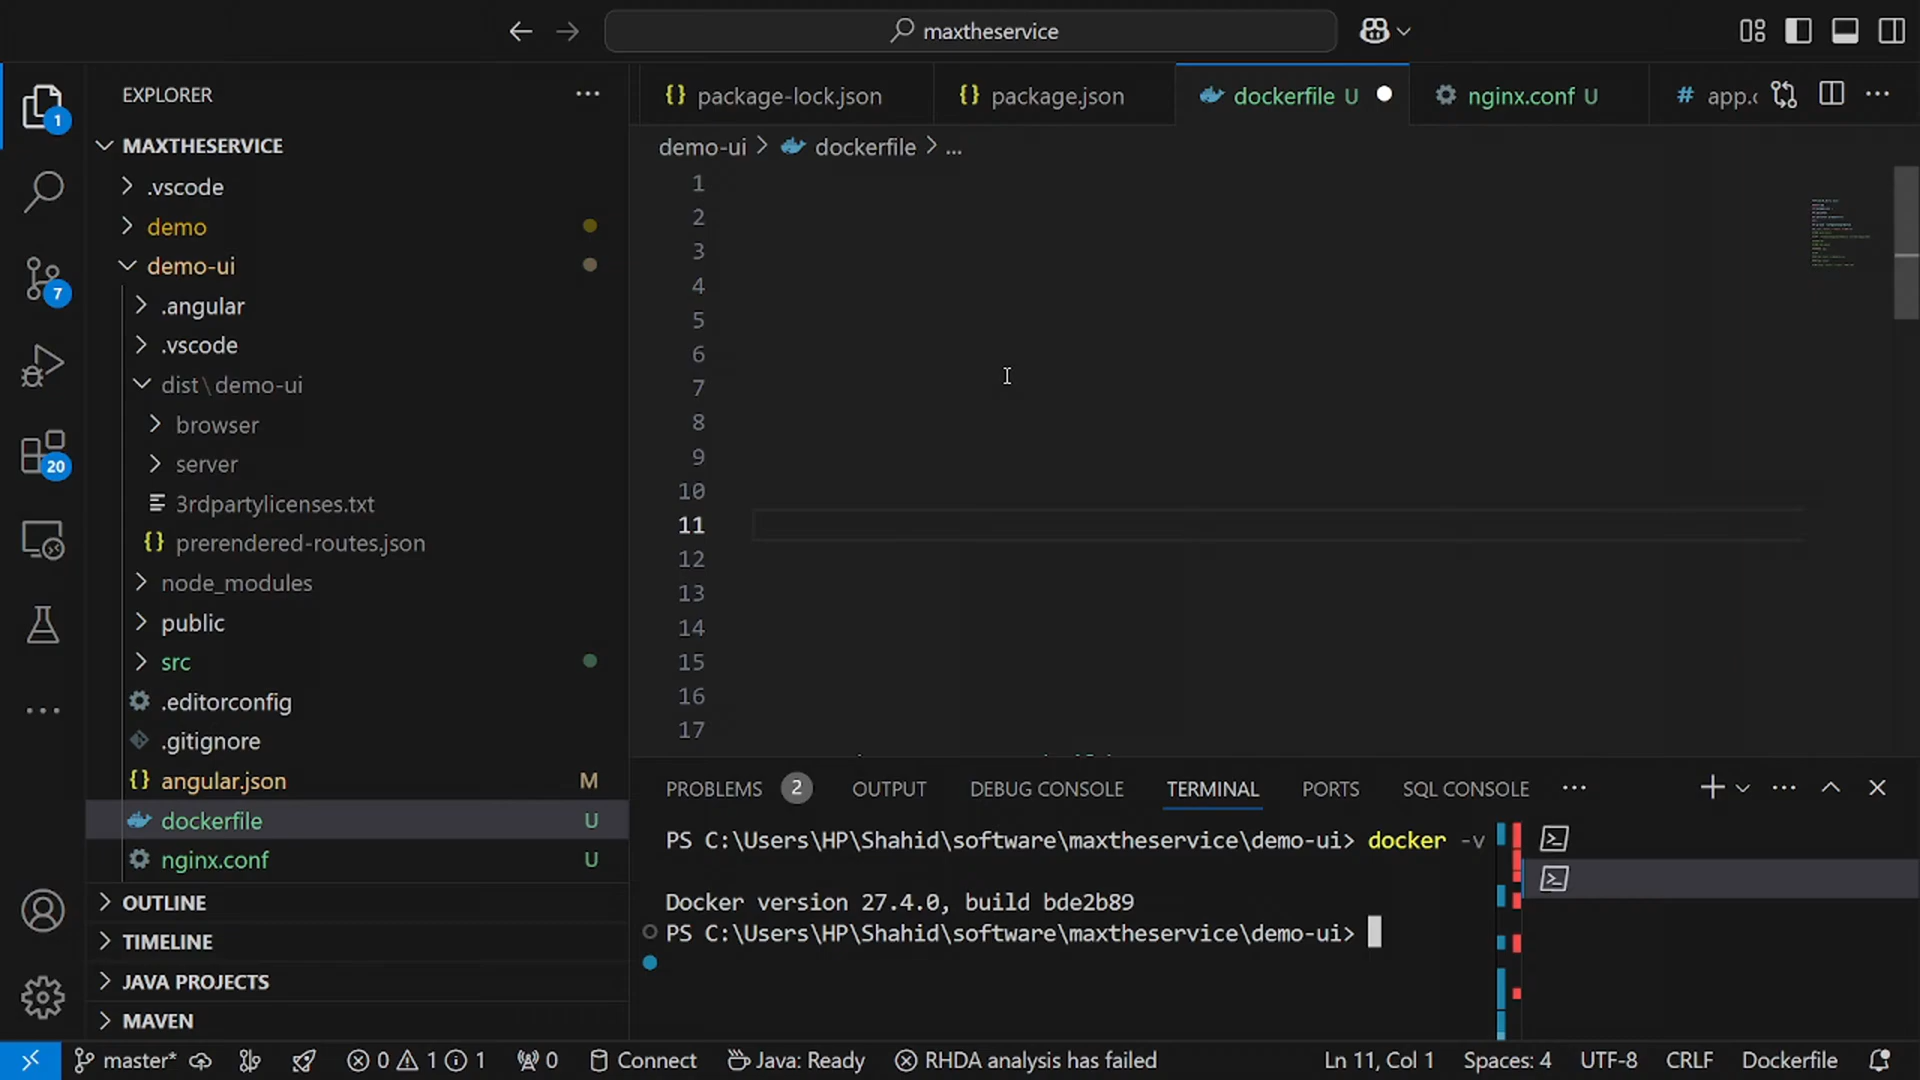 maxtheservice
EXPLORER
MAXTHESERVICE
.vscode
demo
demo-ui
.angular
.vscode
dist\demo-ui
browser
server
3rdpartylicenses.txt
{} prerendered-routes.json
node_modules
public
src
.editorconfig
.gitignore
{} angular.json M
dockerfile U
nginx.conf U
OUTLINE
TIMELINE
JAVA PROJECTS
MAVEN
1
7
20
{} package-lock.json
{} package.json
dockerfile U
nginx.conf U
# app.c
demo-ui > dockerfile > ...
1
2
3
4
5
6
7
8
9
10
11
12
13
14
15
16
17
PROBLEMS 2 OUTPUT DEBUG CONSOLE TERMINAL PORTS SQL CONSOLE
PS C:\Users\HP\Shahid\software\maxtheservice\demo-ui> docker -v
Docker version 27.4.0, build bde2b89
PS C:\Users\HP\Shahid\software\maxtheservice\demo-ui>
master* 0 1 1 0 Connect Java: Ready RHDA analysis has failed Ln 11, Col 1 Spaces: 4 UTF-8 CRLF Dockerfile